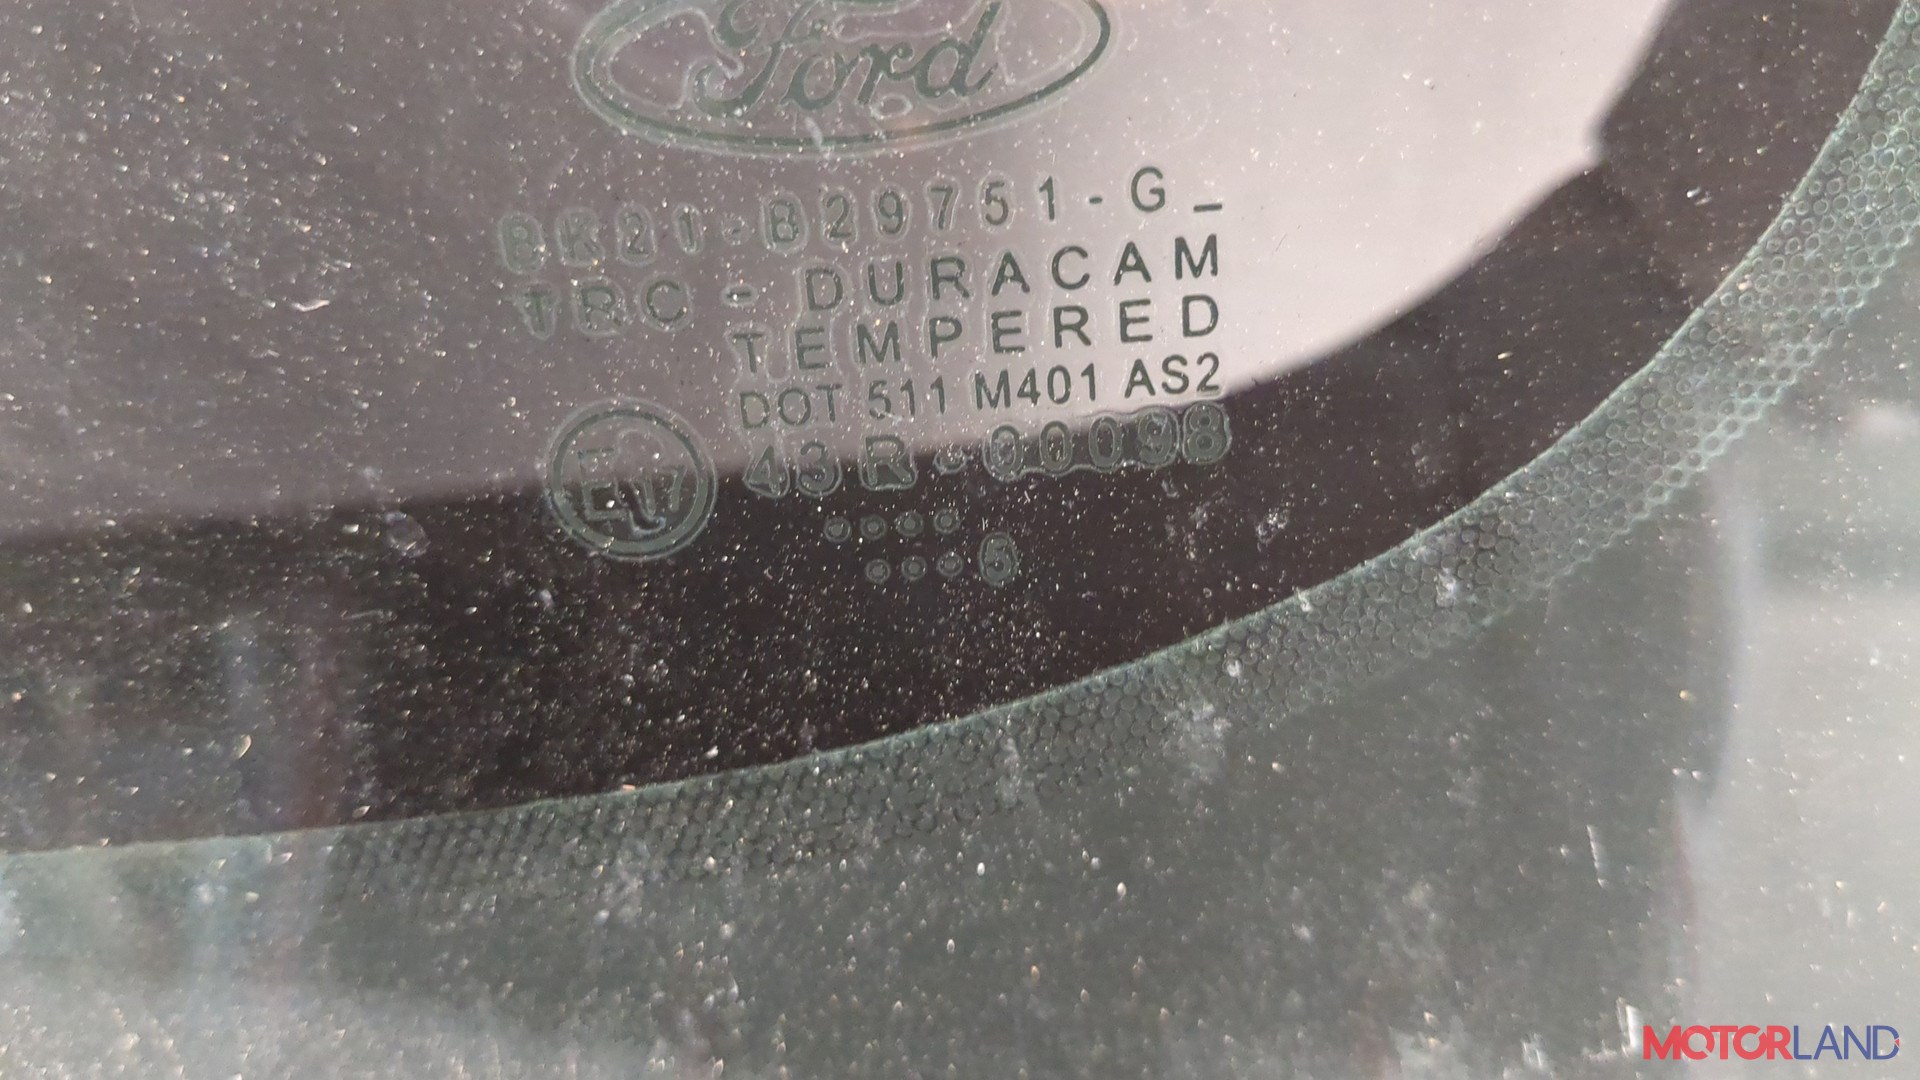 Ford
BK21-B29751-G_
TRC - DURACAM
TEMPERED
DOT 511 M401 AS2
E17
43R-00098
5
MOTORLAND